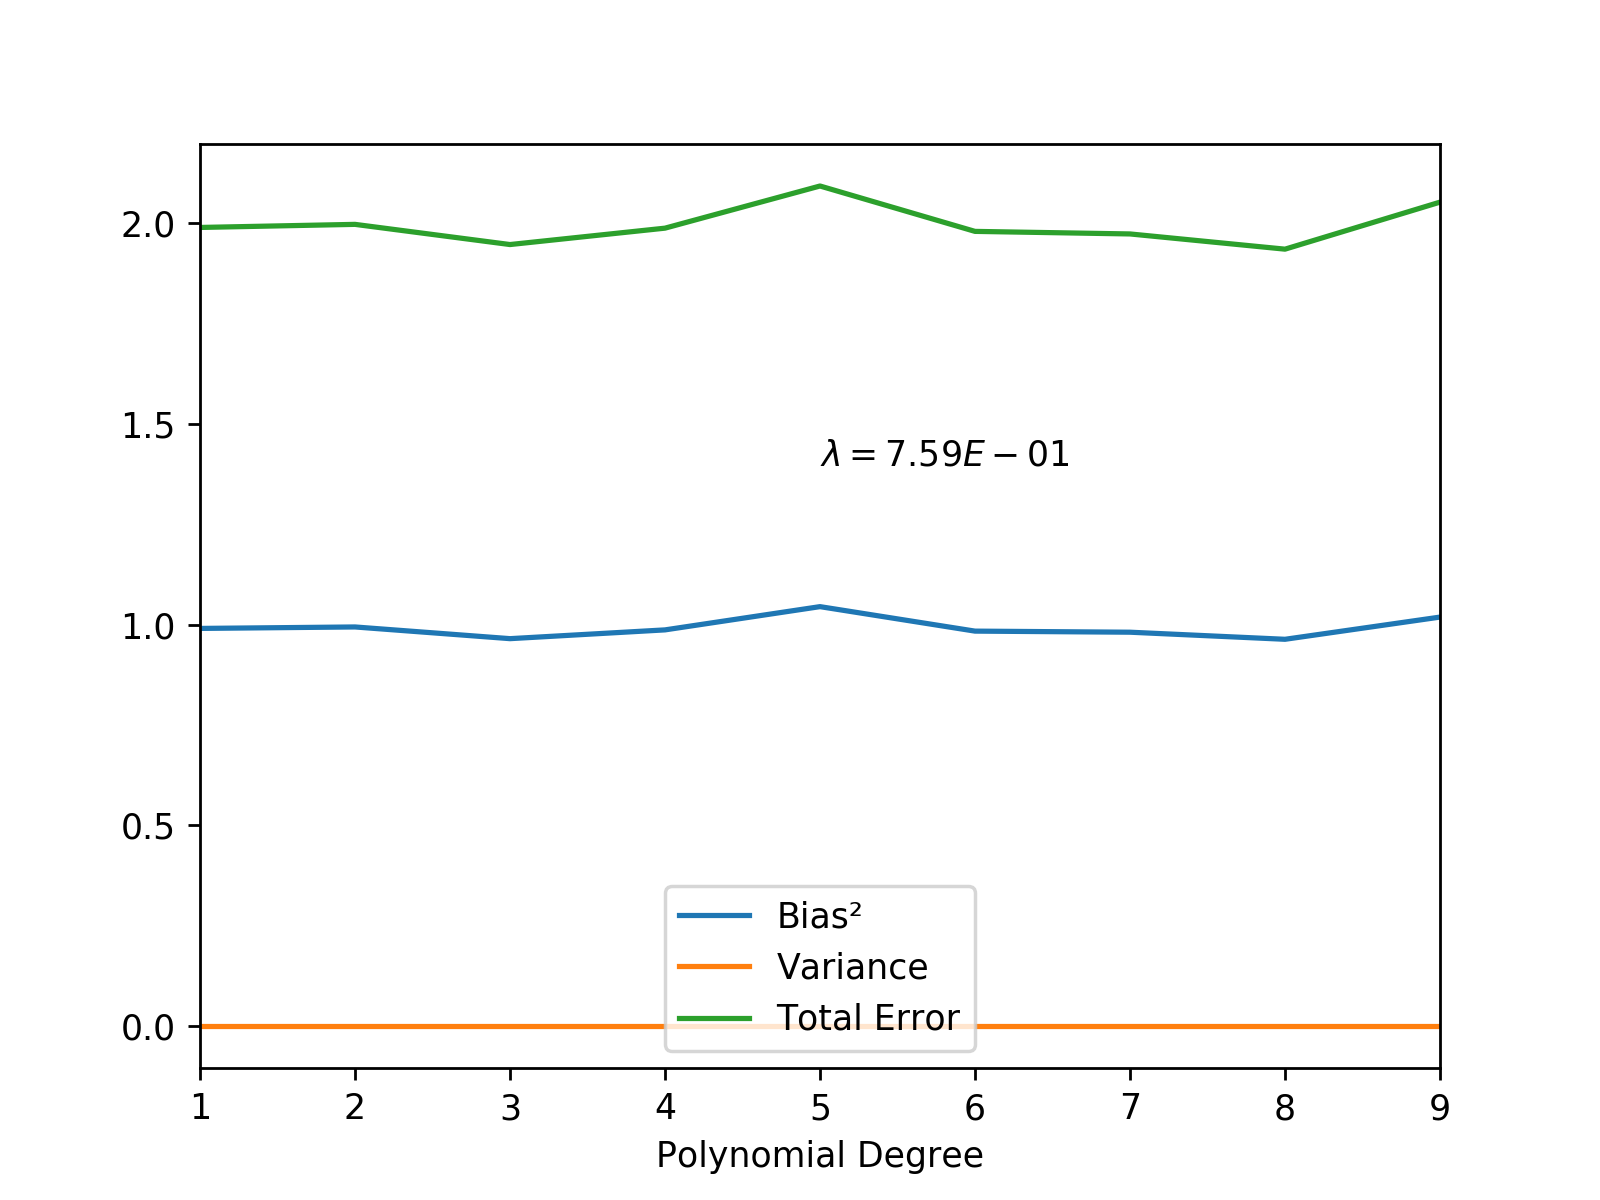 2.0
1.5
λ = 7.59E − 01
1.0
0.5
Bias²
Variance
Total Error
0.0
1 2 3 4 5 6 7 8 9
Polynomial Degree